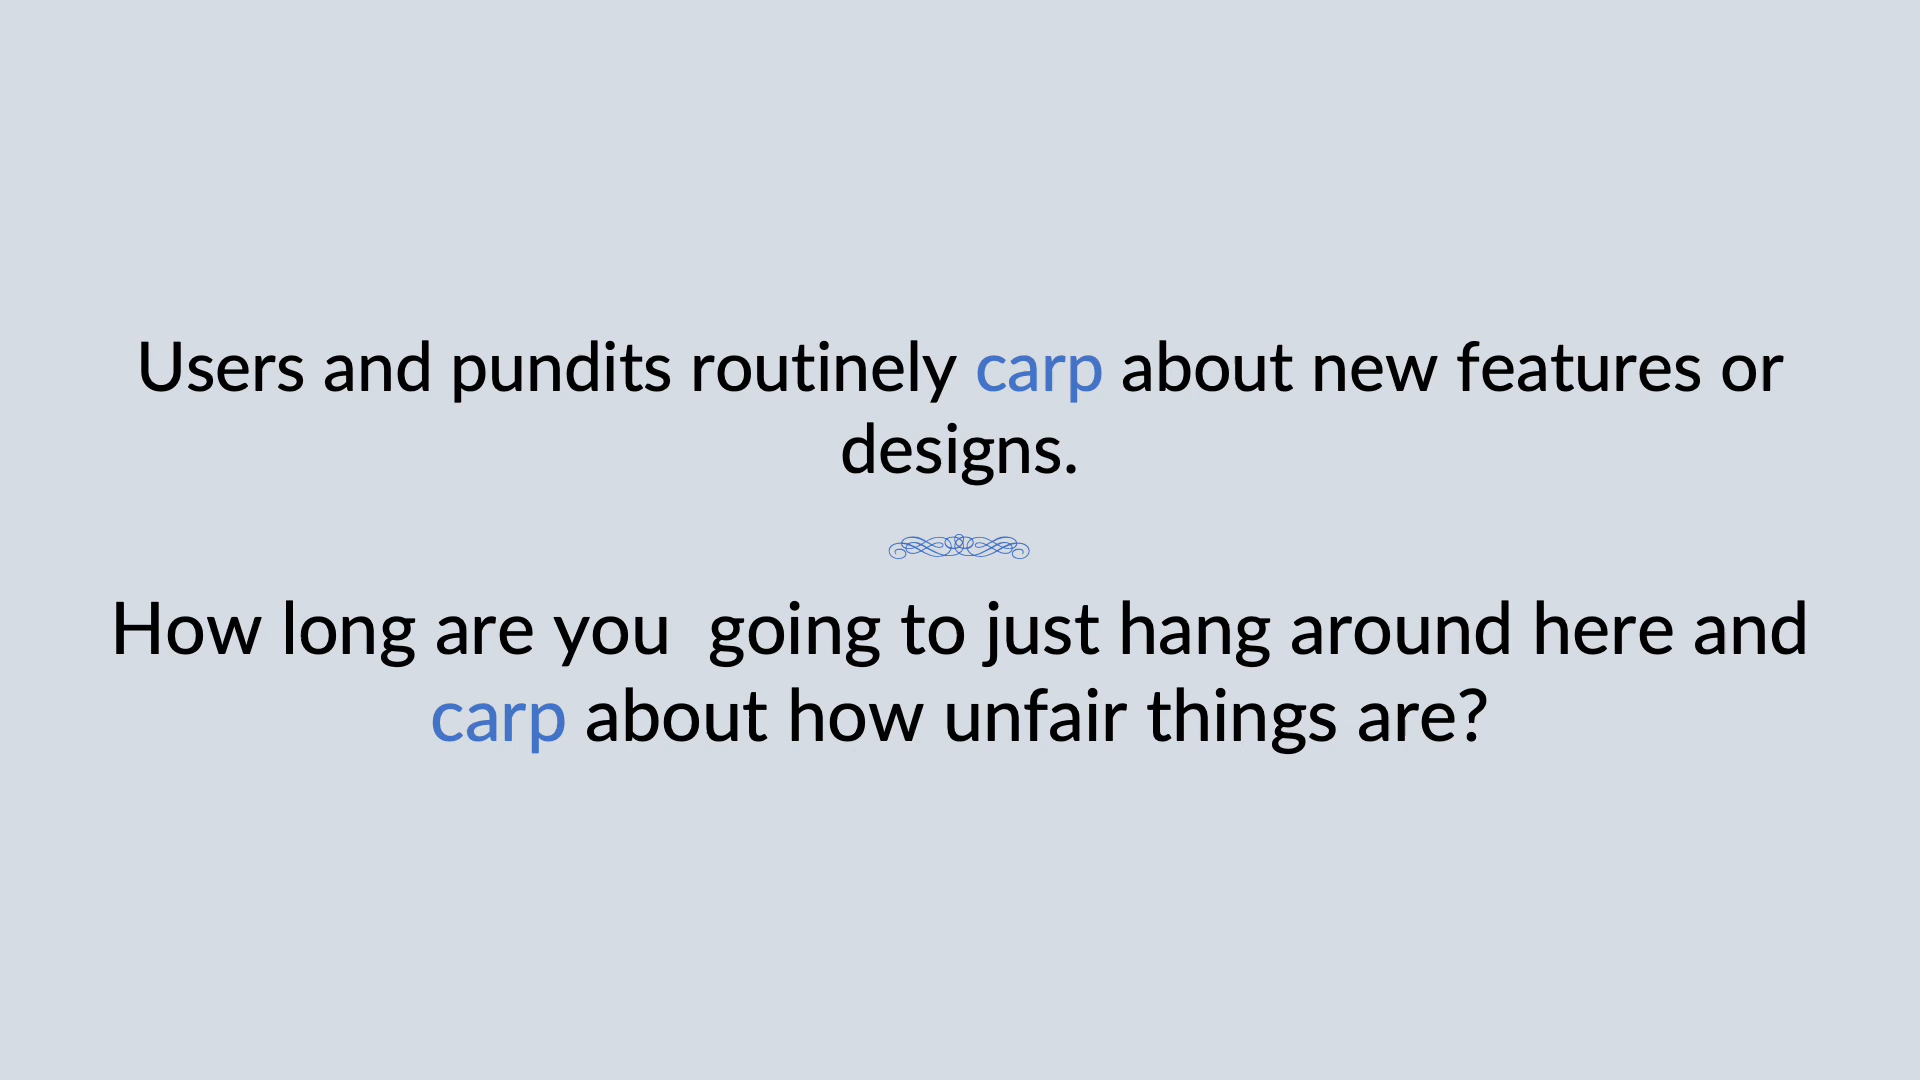 Users and pundits routinely carp about new features or
designs.
How long are you  going to just hang around here and
carp about how unfair things are?